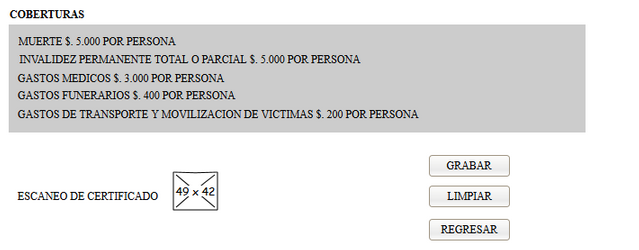 COBERTURAS
MUERTE $. 5.000 POR PERSONA
INVALIDEZ PERMANENTE TOTAL O PARCIAL $. 5.000 POR PERSONA
GASTOS MEDICOS $. 3.000 POR PERSONA
GASTOS FUNERARIOS $. 400 POR PERSONA
GASTOS DE TRANSPORTE Y MOVILIZACION DE VICTIMAS $. 200 POR PERSONA
ESCANEO DE CERTIFICADO
49 x 42
GRABAR
LIMPIAR
REGRESAR